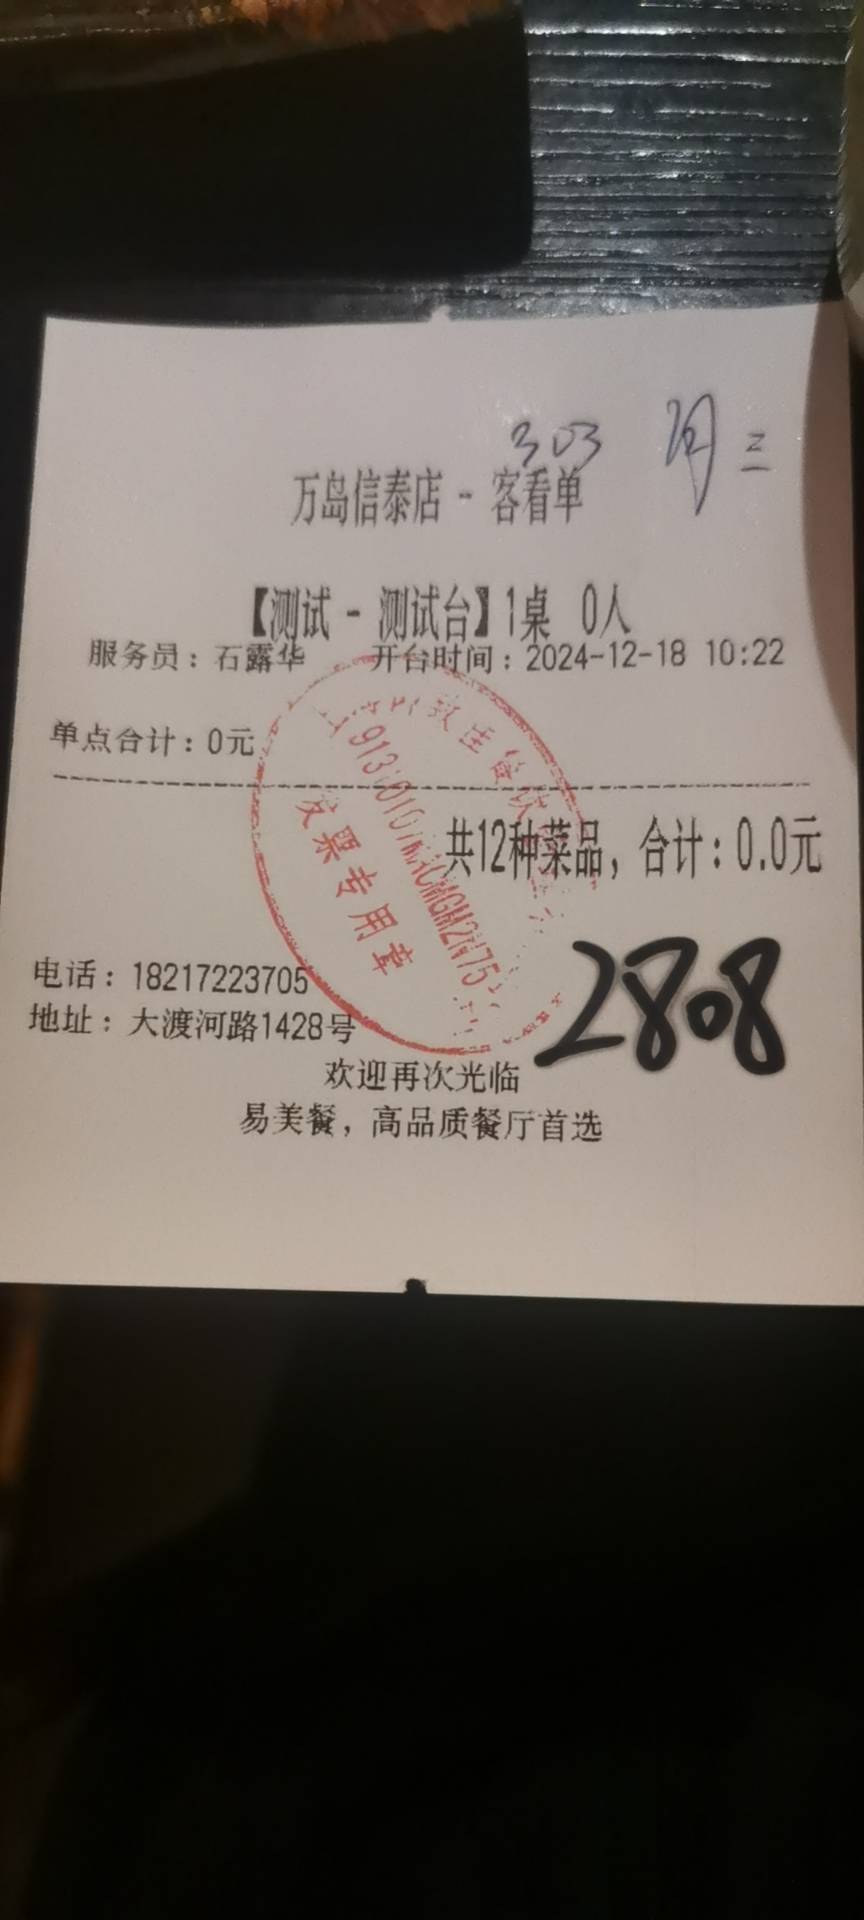 303 周三
万岛信泰店 - 客看单
【测试 - 测试台】1桌 0人
服务员：石露华 开台时间：2024-12-18 10:22
单点合计：0元
共12种菜品，合计：0.0元
发票专用章
2808
电话：18217223705
地址：大渡河路1428号
欢迎再次光临
易美餐，高品质餐厅首选